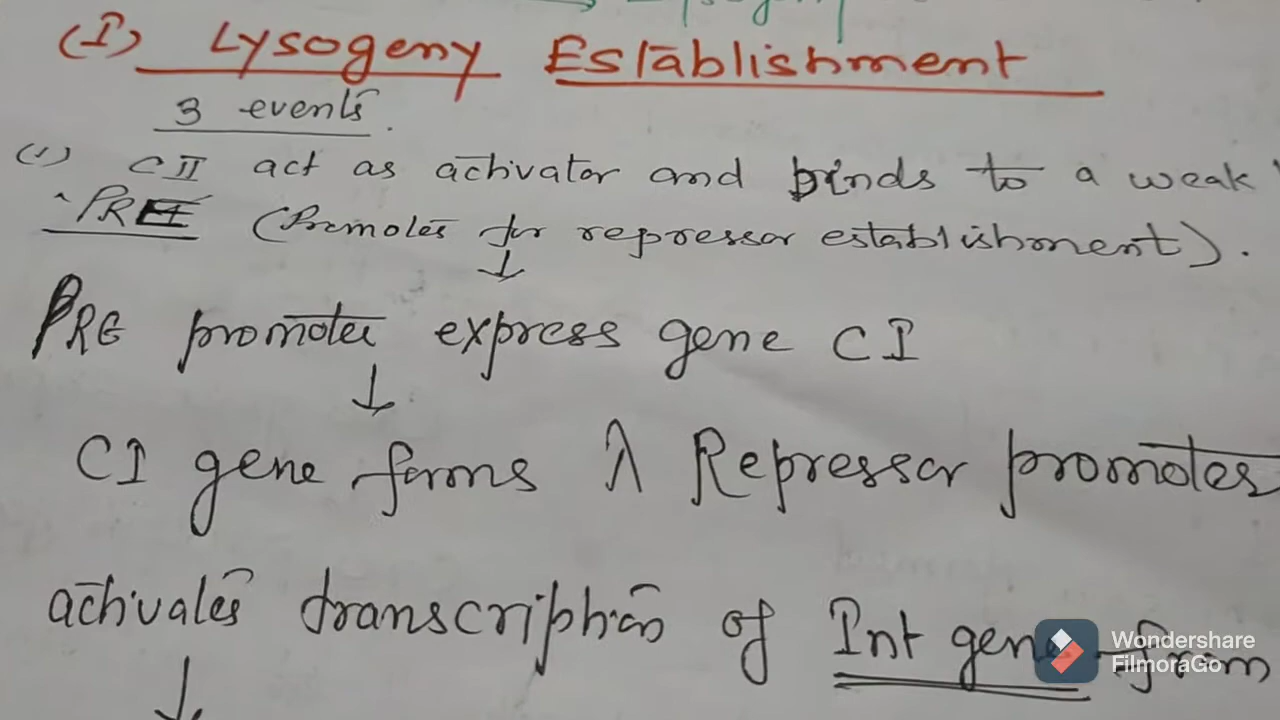 (I) Lysogeny Establishment
3 events.
(1) CII act as activator and binds to a weak
PRE (Promoter for repressor establishment).
↓
PRE promoter express gene CI
↓
CI gene forms λ Repressor promotes
activates transcription of Int gene from
↓
Wondershare
FilmoraGo